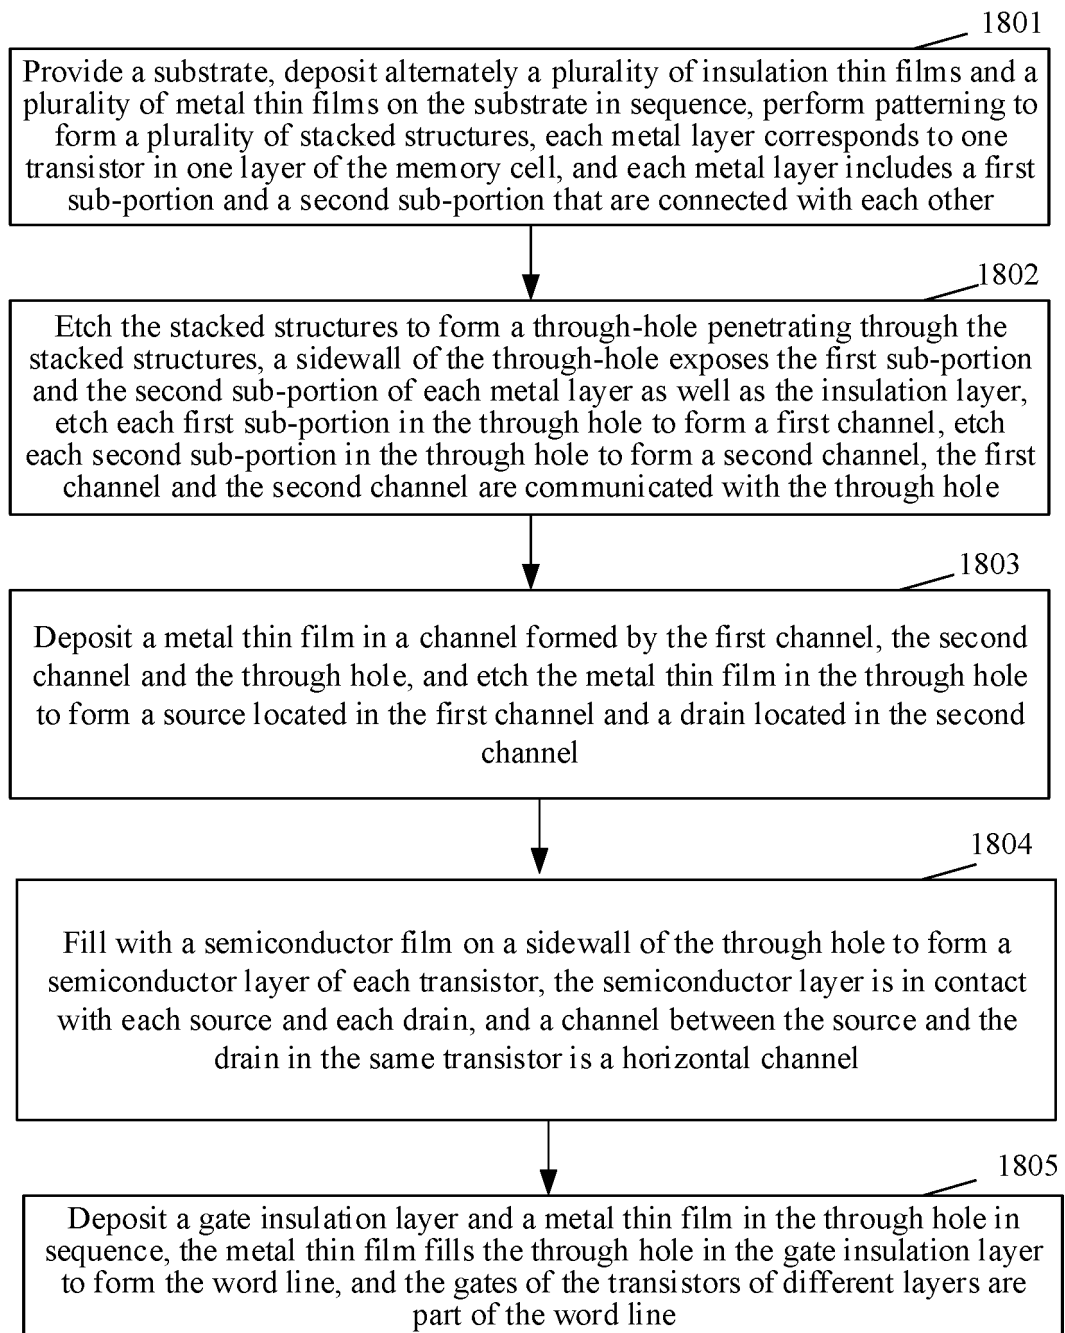 1801
Provide a substrate, deposit alternately a plurality of insulation thin films and a
plurality of metal thin films on the substrate in sequence, perform patterning to
form a plurality of stacked structures, each metal layer corresponds to one
transistor in one layer of the memory cell, and each metal layer includes a first
sub-portion and a second sub-portion that are connected with each other
1802
Etch the stacked structures to form a through-hole penetrating through the
stacked structures, a sidewall of the through-hole exposes the first sub-portion
and the second sub-portion of each metal layer as well as the insulation layer,
etch each first sub-portion in the through hole to form a first channel, etch
each second sub-portion in the through hole to form a second channel, the first
channel and the second channel are communicated with the through hole
1803
Deposit a metal thin film in a channel formed by the first channel, the second
channel and the through hole, and etch the metal thin film in the through hole
to form a source located in the first channel and a drain located in the second
channel
1804
Fill with a semiconductor film on a sidewall of the through hole to form a
semiconductor layer of each transistor, the semiconductor layer is in contact
with each source and each drain, and a channel between the source and the
drain in the same transistor is a horizontal channel
1805
Deposit a gate insulation layer and a metal thin film in the through hole in
sequence, the metal thin film fills the through hole in the gate insulation layer
to form the word line, and the gates of the transistors of different layers are
part of the word line